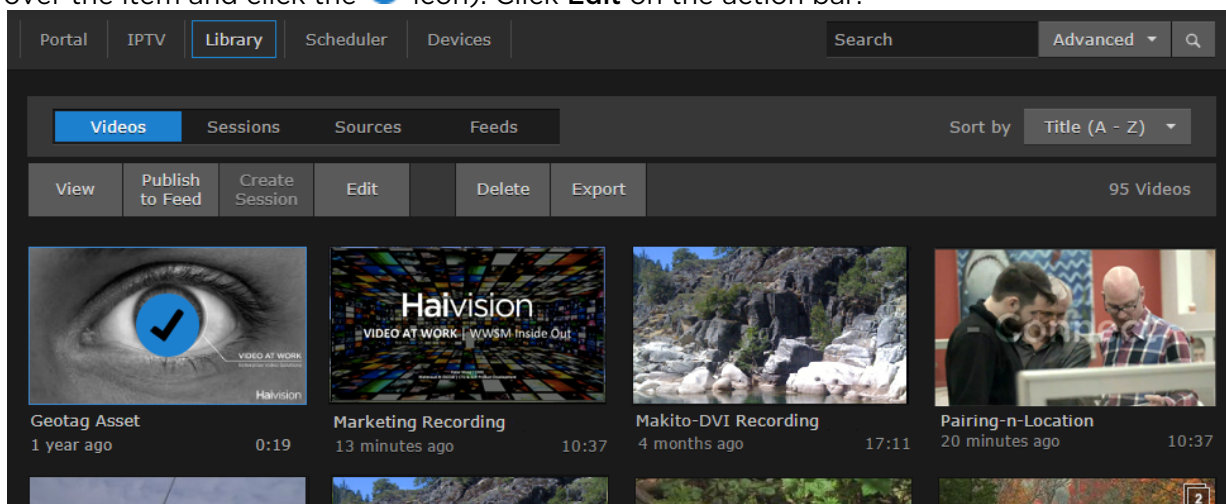 over the item and click the icon). Click Edit on the action bar.
Portal IPTV Library Scheduler Devices Search Advanced
Videos Sessions Sources Feeds Sort by Title (A - Z)
View Publish to Feed Create Session Edit Delete Export 95 Videos
VIDEO AT WORK
Haivision
Haivision
VIDEO AT WORK | WWSM Inside Out
Connect
Geotag Asset Marketing Recording Makito-DVI Recording Pairing-n-Location
1 year ago 0:19 13 minutes ago 10:37 4 months ago 17:11 20 minutes ago 10:37
2